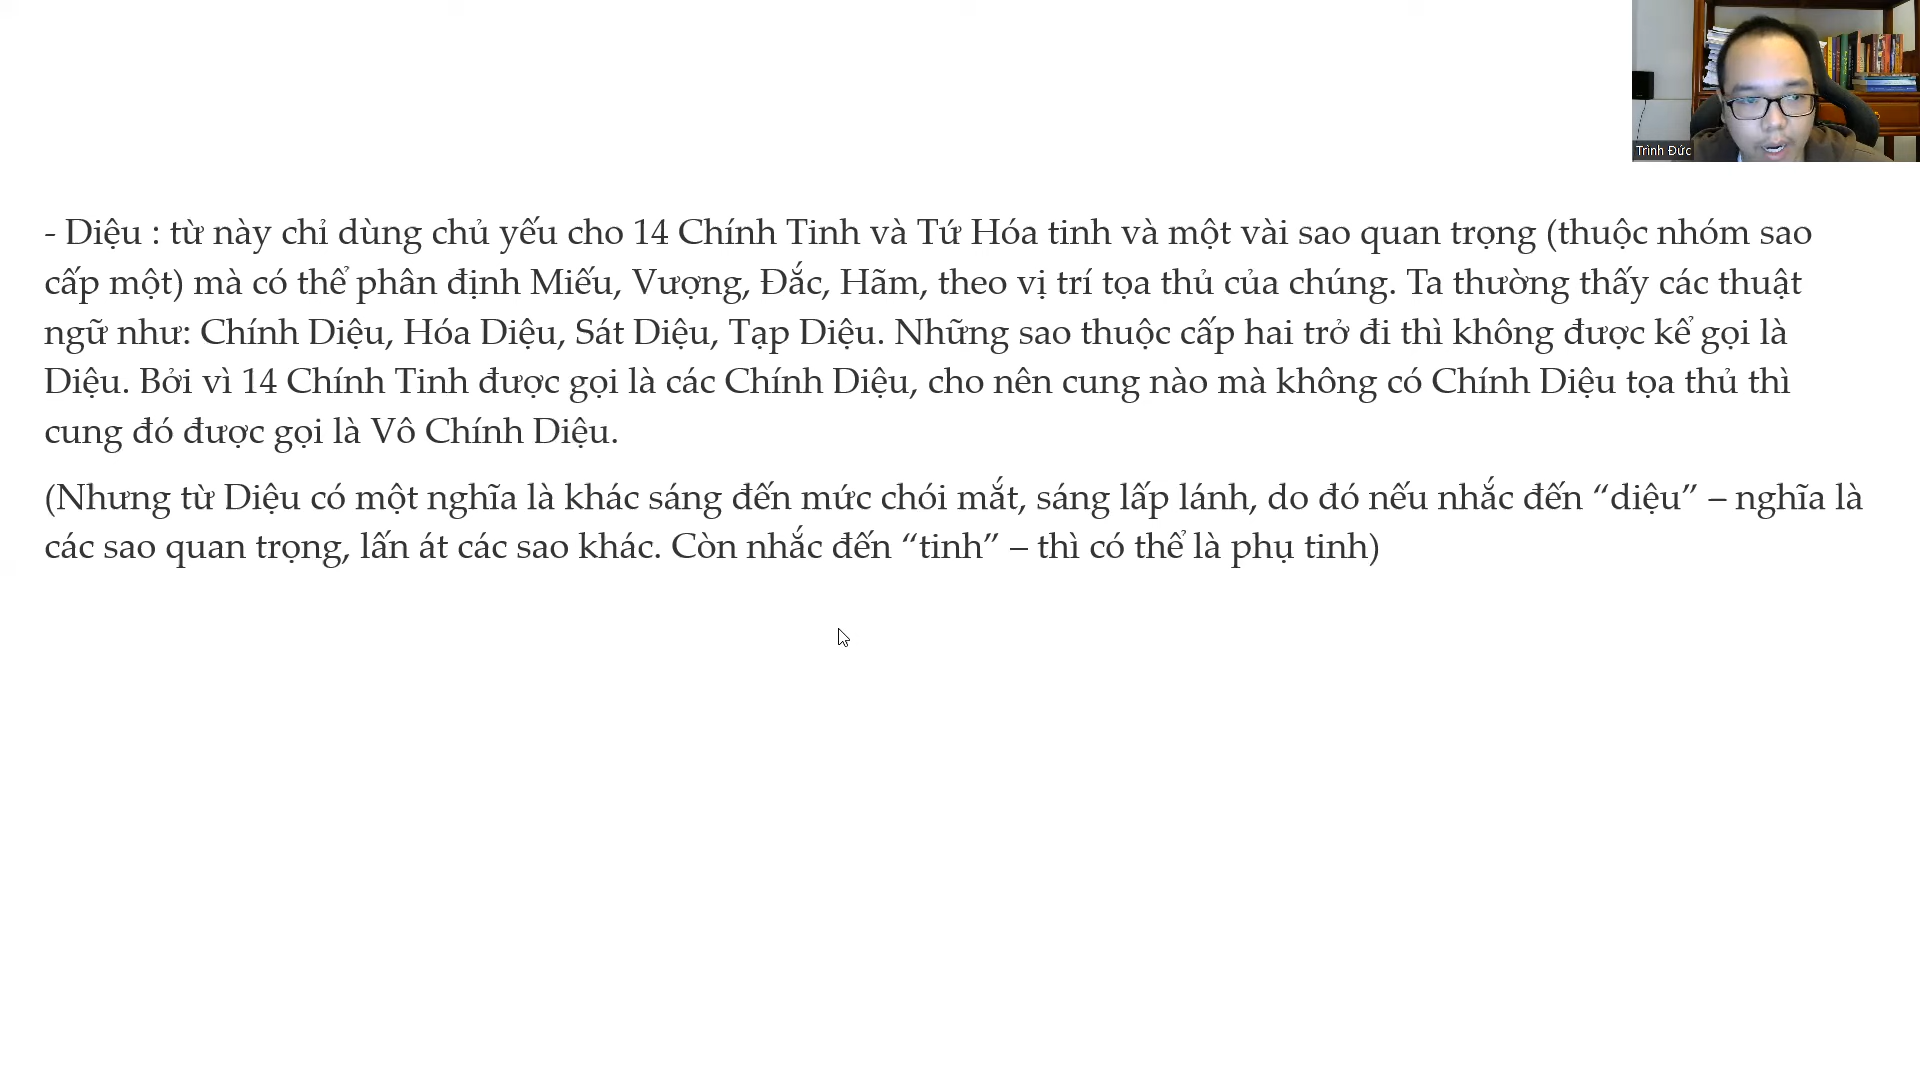 Trình Đức
- Diệu : từ này chỉ dùng chủ yếu cho 14 Chính Tinh và Tứ Hóa tinh và một vài sao quan trọng (thuộc nhóm sao
cấp một) mà có thể phân định Miếu, Vượng, Đắc, Hãm, theo vị trí tọa thủ của chúng. Ta thường thấy các thuật
ngữ như: Chính Diệu, Hóa Diệu, Sát Diệu, Tạp Diệu. Những sao thuộc cấp hai trở đi thì không được kể gọi là
Diệu. Bởi vì 14 Chính Tinh được gọi là các Chính Diệu, cho nên cung nào mà không có Chính Diệu tọa thủ thì
cung đó được gọi là Vô Chính Diệu.
(Nhưng từ Diệu có một nghĩa là khác sáng đến mức chói mắt, sáng lấp lánh, do đó nếu nhắc đến “diệu” – nghĩa là
các sao quan trọng, lấn át các sao khác. Còn nhắc đến “tinh” – thì có thể là phụ tinh)